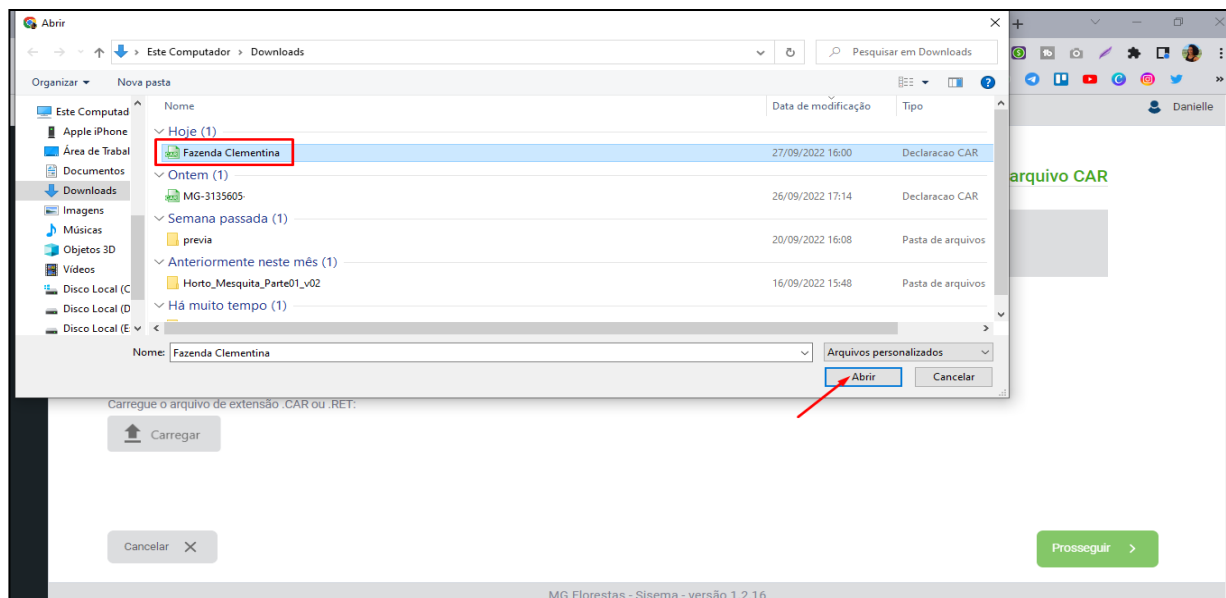 Abrir
Este Computador > Downloads
Pesquisar em Downloads
Organizar
Nova pasta
Este Computad
Apple iPhone
Área de Trabal
Documentos
Downloads
Imagens
Músicas
Objetos 3D
Vídeos
Disco Local (C
Disco Local (D
Disco Local (E
Nome Data de modificação Tipo
Hoje (1)
Fazenda Clementina 27/09/2022 16:00 Declaracao CAR
Ontem (1)
MG-3135605- 26/09/2022 17:14 Declaracao CAR
Semana passada (1)
previa 20/09/2022 16:08 Pasta de arquivos
Anteriormente neste mês (1)
Horto_Mesquita_Parte01_v02 16/09/2022 15:48 Pasta de arquivos
Há muito tempo (1)
Nome: Fazenda Clementina
Arquivos personalizados
Abrir
Cancelar
Danielle
arquivo CAR
Carregue o arquivo de extensão .CAR ou .RET:
Carregar
Cancelar
Prosseguir
MG Florestas - Sisema - versão 1.2.16